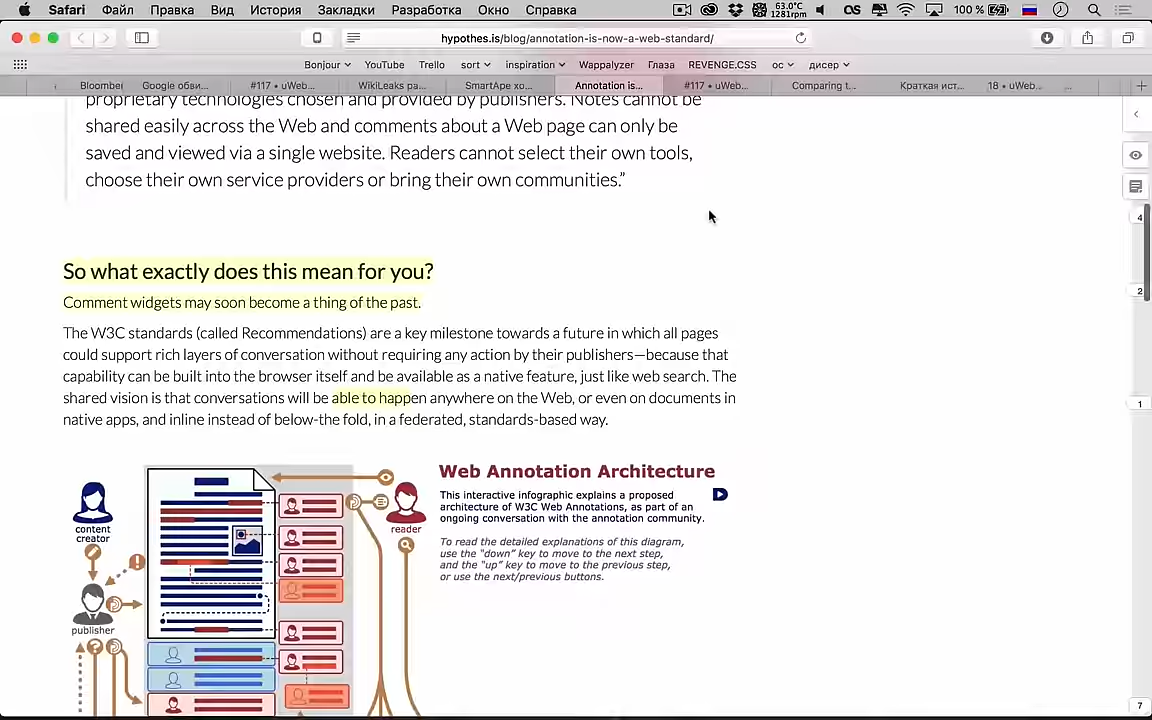 Safari Файл Правка Вид История Закладки Разработка Окно Справка 63.0°C 1281rpm 100 %
hypothes.is/blog/annotation-is-now-a-web-standard/
Bonjour YouTube Trello sort inspiration Wappalyzer Глаза REVENGE.CSS ос дисер
Bloomber Google обви... #117 • uWeb... WikiLeaks ра... SmartApe хо... Annotation is... #117 • uWeb... Comparing t... Краткая ист... 18 • uWeb... ...
proprietary technologies chosen and provided by publishers. Notes cannot be
shared easily across the Web and comments about a Web page can only be
saved and viewed via a single website. Readers cannot select their own tools,
choose their own service providers or bring their own communities.”
4
So what exactly does this mean for you?
2
Comment widgets may soon become a thing of the past.
The W3C standards (called Recommendations) are a key milestone towards a future in which all pages
could support rich layers of conversation without requiring any action by their publishers—because that
capability can be built into the browser itself and be available as a native feature, just like web search. The
shared vision is that conversations will be able to happen anywhere on the Web, or even on documents in
1
native apps, and inline instead of below-the fold, in a federated, standards-based way.
Web Annotation Architecture
This interactive infographic explains a proposed
architecture of W3C Web Annotations, as part of an
ongoing conversation with the annotation community.
content
creator
reader
To read the detailed explanations of this diagram,
use the "down" key to move to the next step,
and the "up" key to move to the previous step,
or use the next/previous buttons.
publisher
7